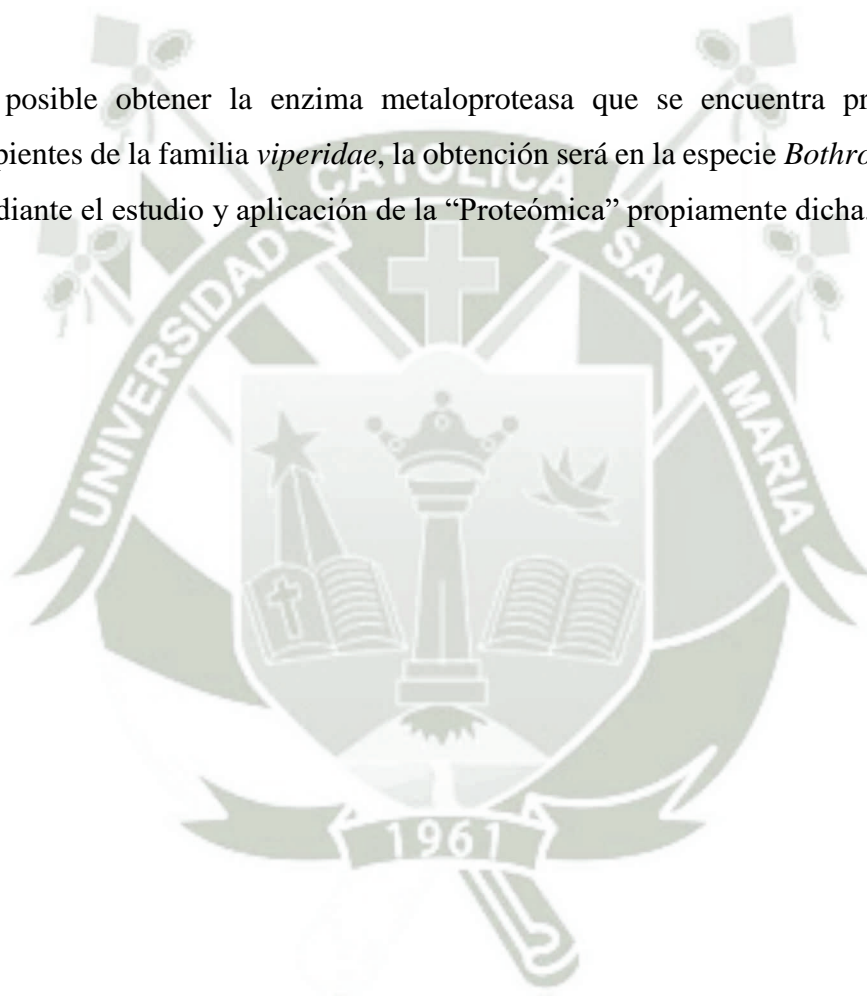 posible obtener la enzima metaloproteasa que se encuentra pr
pientes de la familia viperidae, la obtención será en la especie Bothro
diante el estudio y aplicación de la “Proteómica” propiamente dicha.
UNIVERSIDAD CATOLICA SANTA MARIA
1961